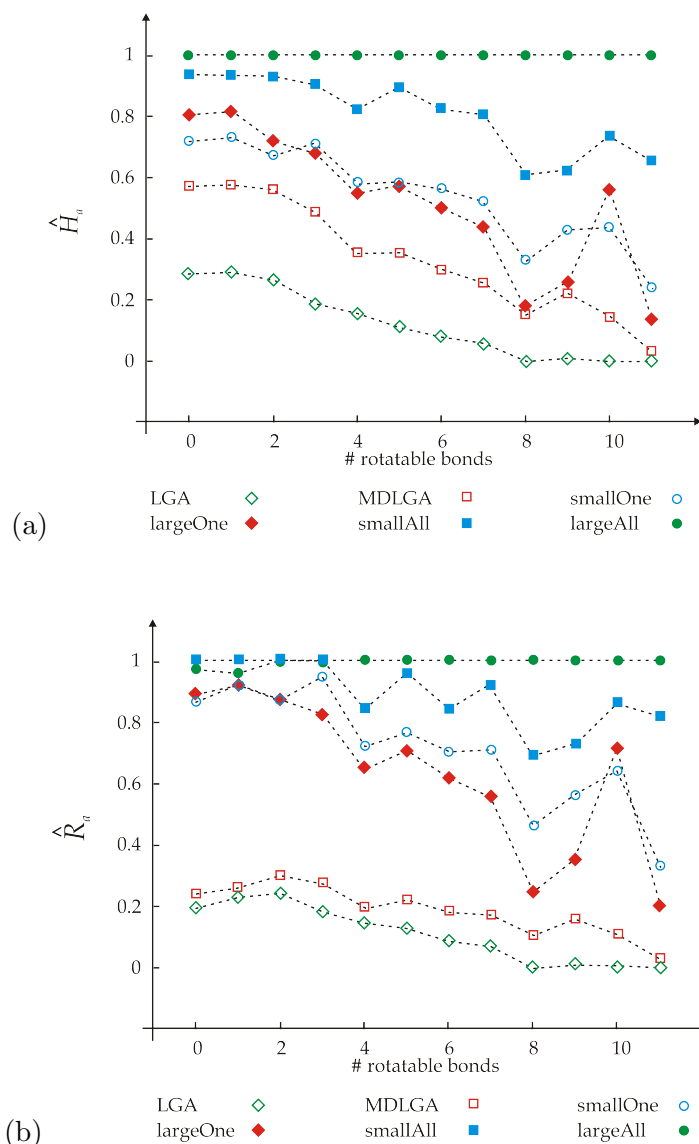 1
0.8
0.6
0.4
0.2
0
Ĥₐ
0 2 4 6 8 10
# rotatable bonds
LGA MDLGA smallOne
largeOne smallAll largeAll
(a)
1
0.8
0.6
0.4
0.2
0
R̂ₐ
0 2 4 6 8 10
# rotatable bonds
LGA MDLGA smallOne
largeOne smallAll largeAll
(b)